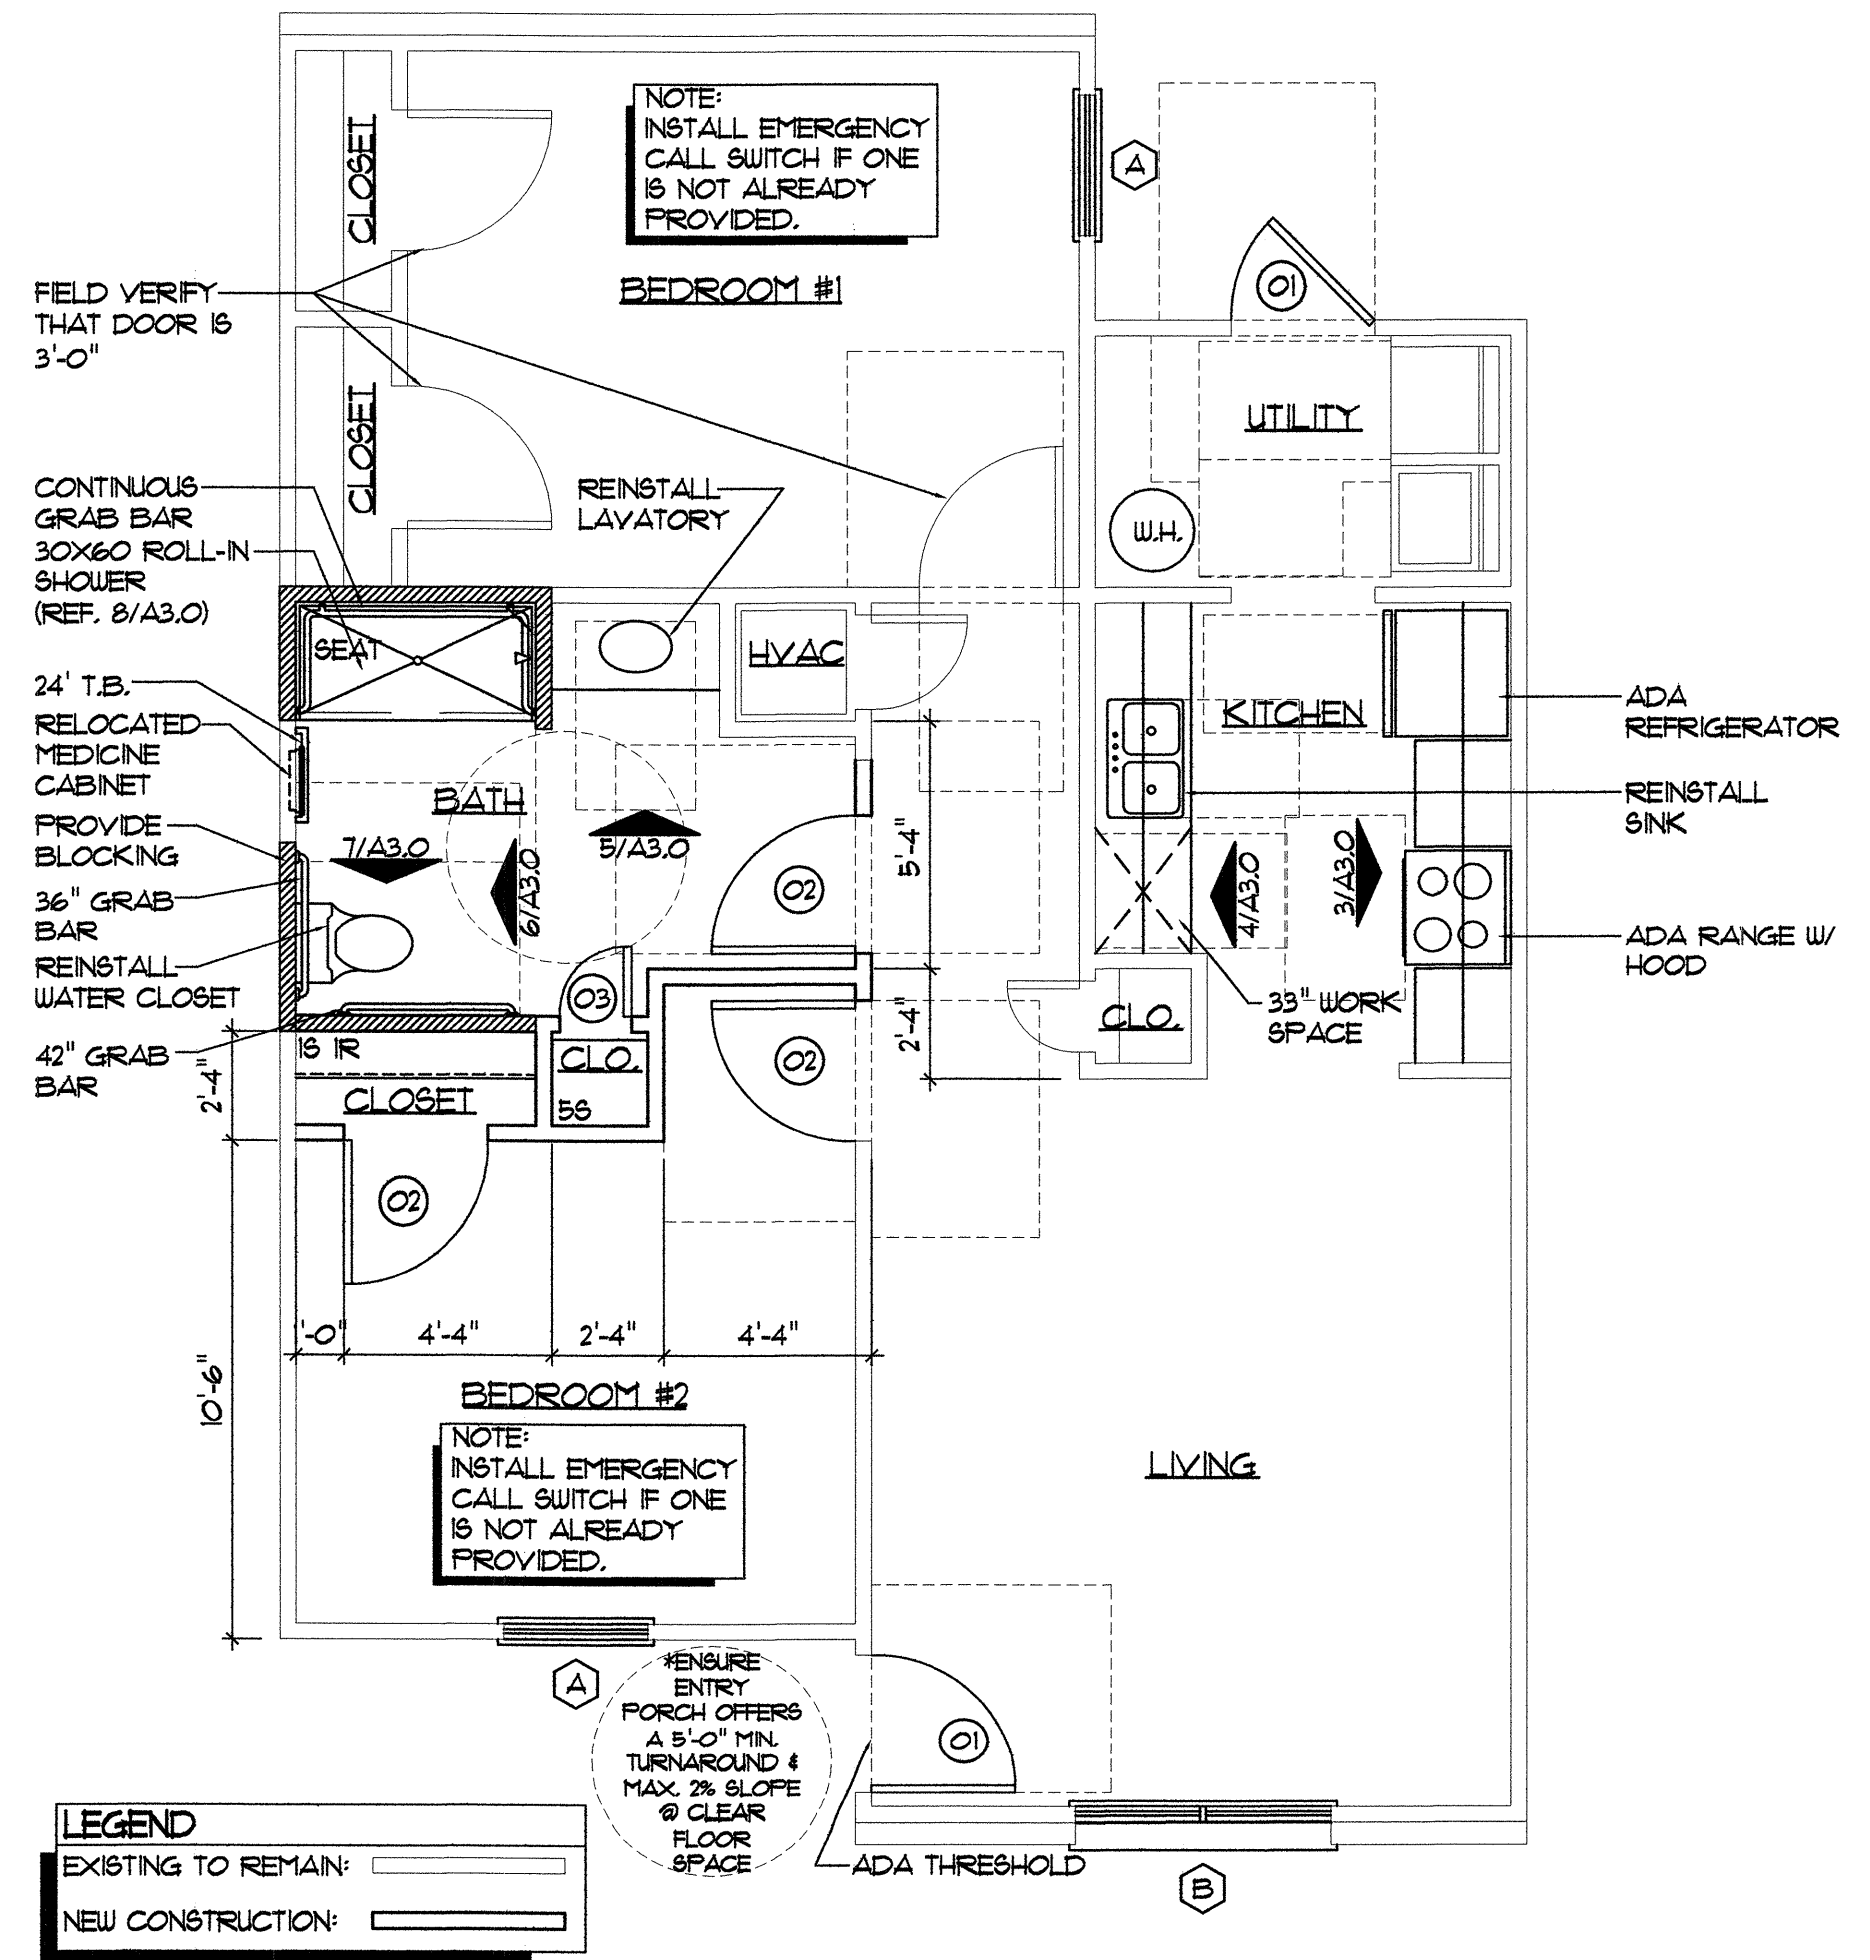 NOTE:
INSTALL EMERGENCY
CALL SWITCH IF ONE
IS NOT ALREADY
PROVIDED.
A
CLOSET
BEDROOM #1
01
FIELD VERIFY
THAT DOOR IS
3'-0"
CLOSET
UTILITY
CONTINUOUS
GRAB BAR
30X60 ROLL-IN
SHOWER
(REF. 8/A3.0)
REINSTALL
LAVATORY
W.H.
SEAT
HVAC
24' T.B.
RELOCATED
MEDICINE
CABINET
KITCHEN
ADA
REFRIGERATOR
REINSTALL
SINK
BATH
PROVIDE
BLOCKING
7/A3.0
6/A3.0
5/A3.0
02
5'-4"
4/A3.0
3/A3.0
36" GRAB
BAR
ADA RANGE W/
HOOD
REINSTALL
WATER CLOSET
03
33" WORK
SPACE
CLO.
42" GRAB
BAR
1S 1R
CLO.
02
2'-4"
2'-4"
CLOSET
5S
02
'-0"
4'-4"
2'-4"
4'-4"
10'-6"
BEDROOM #2
NOTE:
INSTALL EMERGENCY
CALL SWITCH IF ONE
IS NOT ALREADY
PROVIDED.
LIVING
A
*ENSURE
ENTRY
PORCH OFFERS
A 5'-0" MIN.
TURNAROUND &
MAX. 2% SLOPE
@ CLEAR
FLOOR
SPACE
01
ADA THRESHOLD
B
LEGEND
EXISTING TO REMAIN:
NEW CONSTRUCTION: